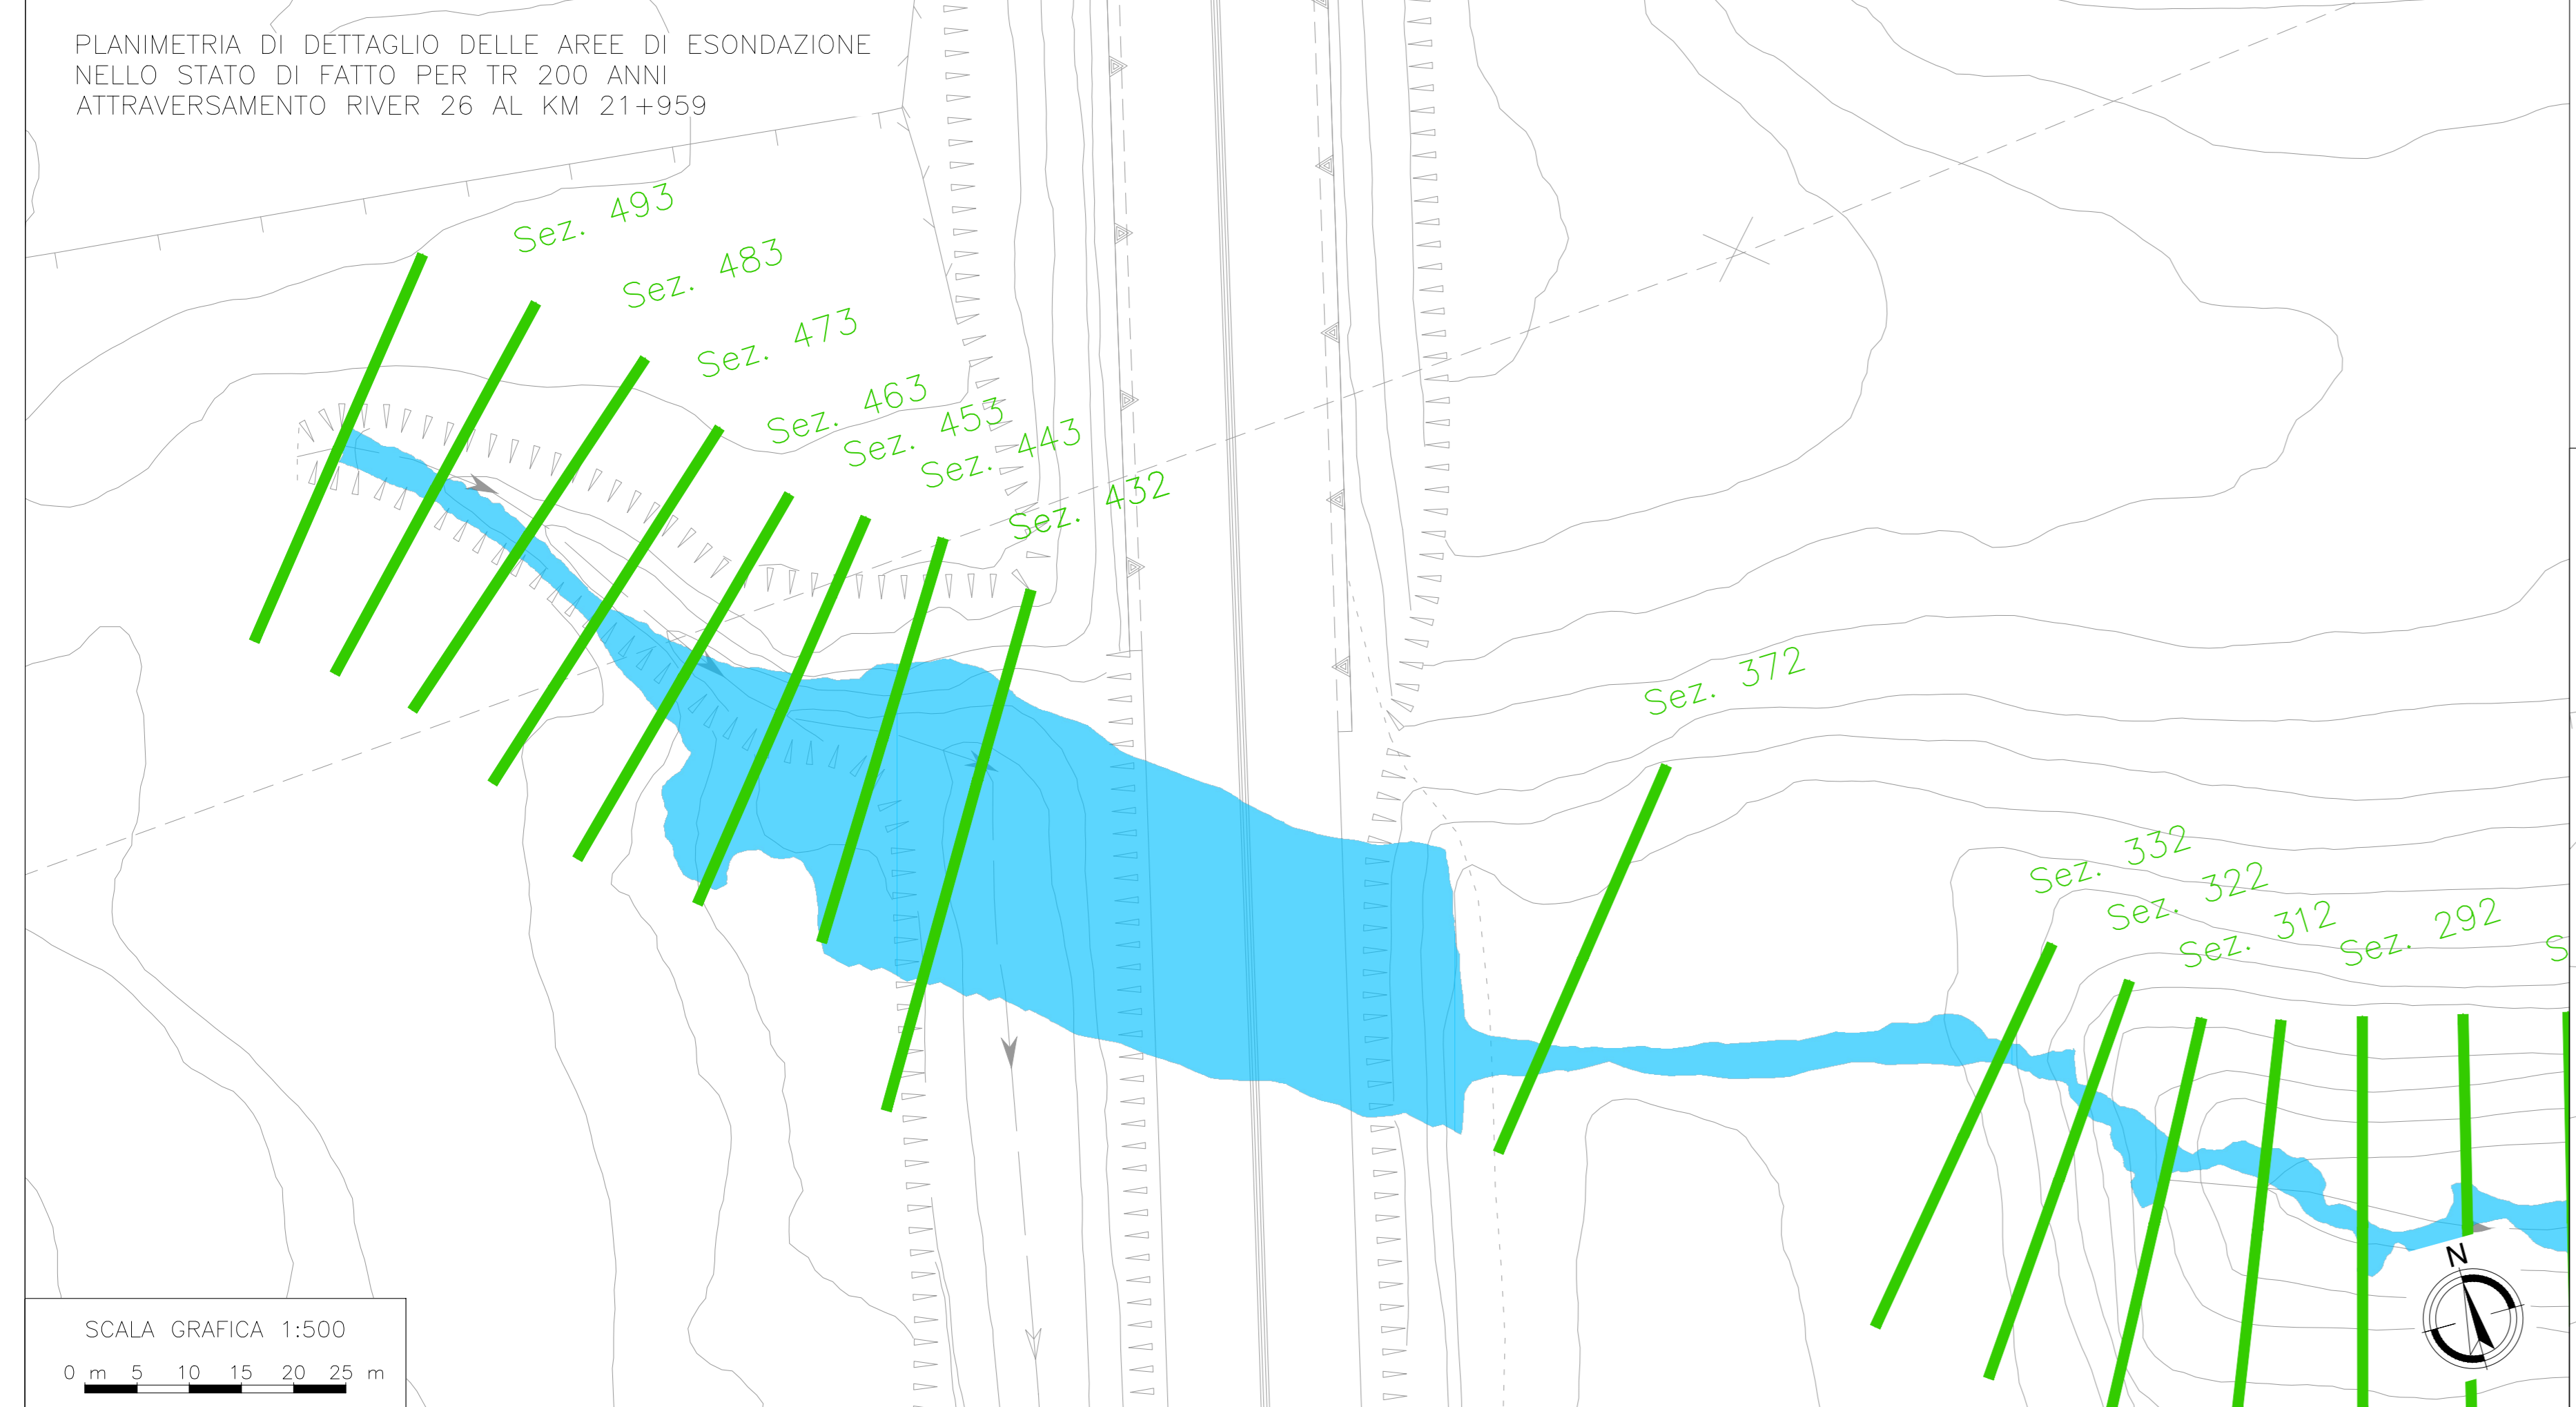 PLANIMETRIA DI DETTAGLIO DELLE AREE DI ESONDAZIONE
NELLO STATO DI FATTO PER TR 200 ANNI
ATTRAVERSAMENTO RIVER 26 AL KM 21+959
Sez. 493
Sez. 483
Sez. 473
Sez. 463
Sez. 453
Sez. 443
Sez. 432
Sez. 372
Sez. 332
Sez. 322
Sez. 312
Sez. 292
S
N
SCALA GRAFICA 1:500
0 m 5 10 15 20 25 m